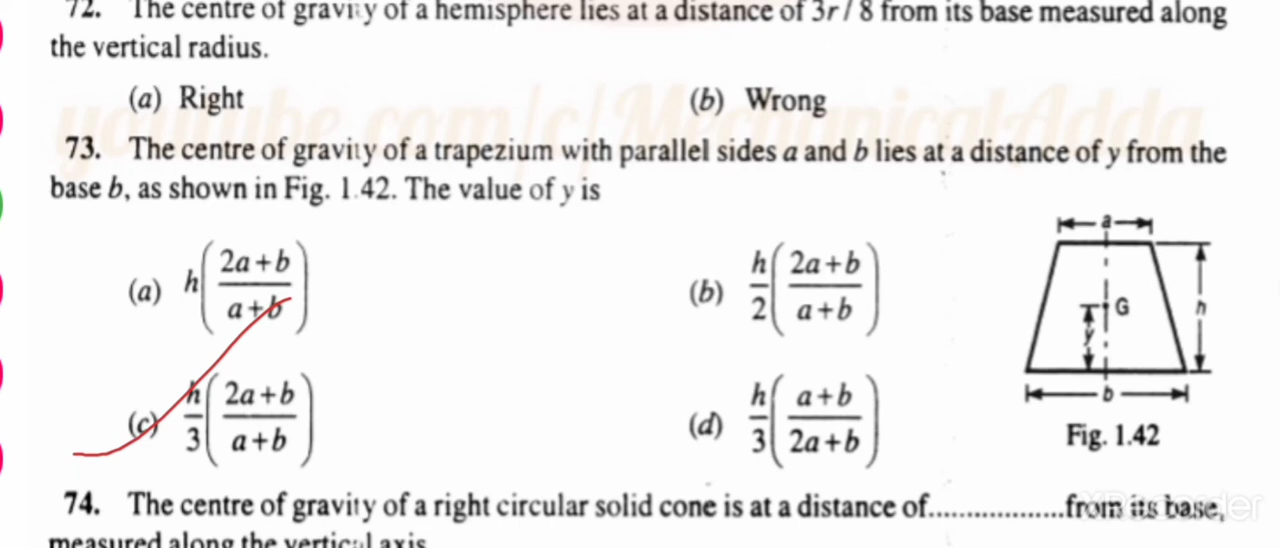 72. The centre of gravity of a hemisphere lies at a distance of 3r / 8 from its base measured along
the vertical radius.
(a) Right (b) Wrong
youtube.com/c/MechanicalAdda
73. The centre of gravity of a trapezium with parallel sides a and b lies at a distance of y from the
base b, as shown in Fig. 1.42. The value of y is
(a) h((2a+b)/(a+b)) (b) h/2((2a+b)/(a+b))
(c) h/3((2a+b)/(a+b)) (d) h/3((a+b)/(2a+b))
a
G
h
y
b
Fig. 1.42
74. The centre of gravity of a right circular solid cone is at a distance of..................from its base,
measured along the vertical axis
XRecorder